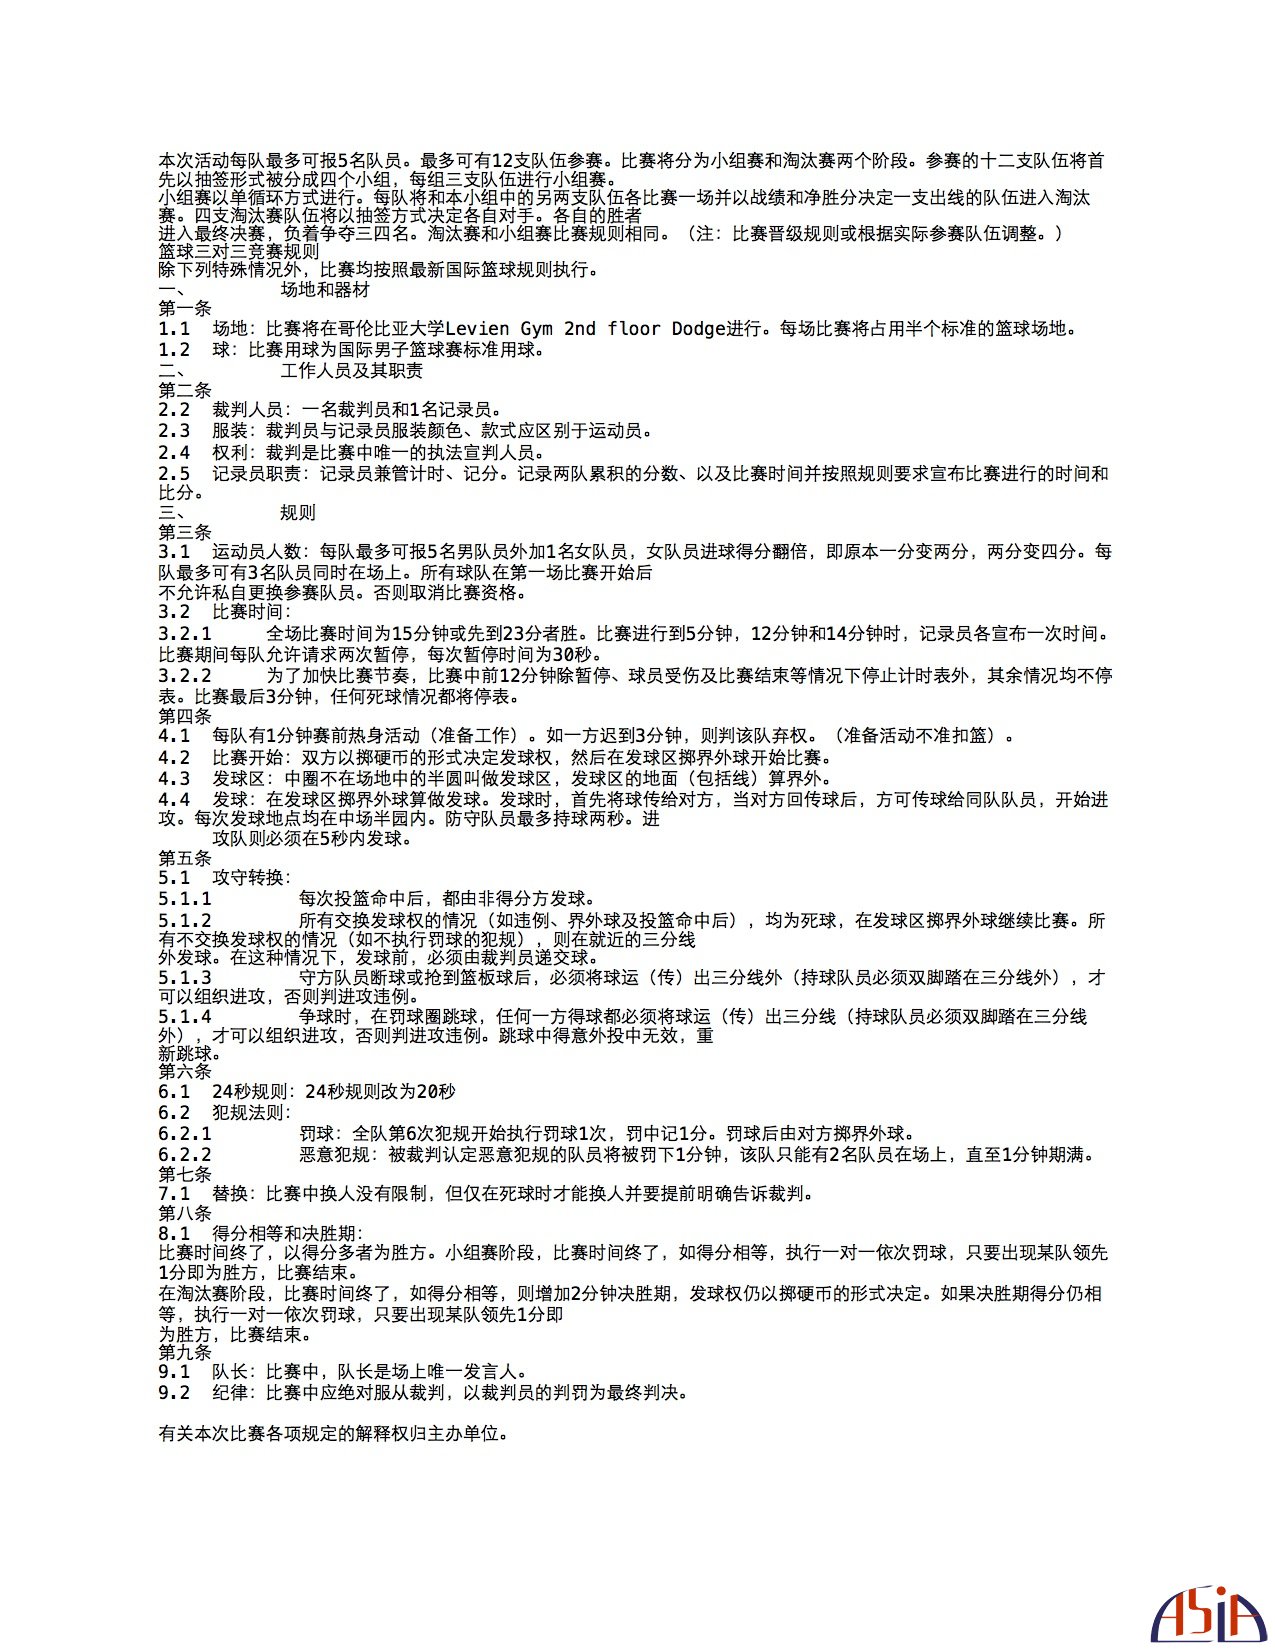 本次活动每队最多可报5名队员。最多可有12支队伍参赛。比赛将分为小组赛和淘汰赛两个阶段。参赛的十二支队伍将首
先以抽签形式被分成四个小组，每组三支队伍进行小组赛。
小组赛以单循环方式进行。每队将和本小组中的另两支队伍各比赛一场并以战绩和净胜分决定一支出线的队伍进入淘汰
赛。四支淘汰赛队伍将以抽签方式决定各自对手。各自的胜者
进入最终决赛，负着争夺三四名。淘汰赛和小组赛比赛规则相同。（注：比赛晋级规则或根据实际参赛队伍调整。）
篮球三对三竞赛规则
除下列特殊情况外，比赛均按照最新国际篮球规则执行。
一、 场地和器材
第一条
1.1 场地：比赛将在哥伦比亚大学Levien Gym 2nd floor Dodge进行。每场比赛将占用半个标准的篮球场地。
1.2 球：比赛用球为国际男子篮球赛标准用球。
二、 工作人员及其职责
第二条
2.2 裁判人员：一名裁判员和1名记录员。
2.3 服装：裁判员与记录员服装颜色、款式应区别于运动员。
2.4 权利：裁判是比赛中唯一的执法宣判人员。
2.5 记录员职责：记录员兼管计时、记分。记录两队累积的分数、以及比赛时间并按照规则要求宣布比赛进行的时间和
比分。
三、 规则
第三条
3.1 运动员人数：每队最多可报5名男队员外加1名女队员，女队员进球得分翻倍，即原本一分变两分，两分变四分。每
队最多可有3名队员同时在场上。所有球队在第一场比赛开始后
不允许私自更换参赛队员。否则取消比赛资格。
3.2 比赛时间：
3.2.1 全场比赛时间为15分钟或先到23分者胜。比赛进行到5分钟，12分钟和14分钟时，记录员各宣布一次时间。
比赛期间每队允许请求两次暂停，每次暂停时间为30秒。
3.2.2 为了加快比赛节奏，比赛中前12分钟除暂停、球员受伤及比赛结束等情况下停止计时表外，其余情况均不停
表。比赛最后3分钟，任何死球情况都将停表。
第四条
4.1 每队有1分钟赛前热身活动（准备工作）。如一方迟到3分钟，则判该队弃权。（准备活动不准扣篮）。
4.2 比赛开始：双方以掷硬币的形式决定发球权，然后在发球区掷界外球开始比赛。
4.3 发球区：中圈不在场地中的半圆叫做发球区，发球区的地面（包括线）算界外。
4.4 发球：在发球区掷界外球算做发球。发球时，首先将球传给对方，当对方回传球后，方可传球给同队队员，开始进
攻。每次发球地点均在中场半园内。防守队员最多持球两秒。进
攻队则必须在5秒内发球。
第五条
5.1 攻守转换：
5.1.1 每次投篮命中后，都由非得分方发球。
5.1.2 所有交换发球权的情况（如违例、界外球及投篮命中后），均为死球，在发球区掷界外球继续比赛。所
有不交换发球权的情况（如不执行罚球的犯规），则在就近的三分线
外发球。在这种情况下，发球前，必须由裁判员递交球。
5.1.3 守方队员断球或抢到篮板球后，必须将球运（传）出三分线外（持球队员必须双脚踏在三分线外），才
可以组织进攻，否则判进攻违例。
5.1.4 争球时，在罚球圈跳球，任何一方得球都必须将球运（传）出三分线（持球队员必须双脚踏在三分线
外），才可以组织进攻，否则判进攻违例。跳球中得意外投中无效，重
新跳球。
第六条
6.1 24秒规则：24秒规则改为20秒
6.2 犯规法则：
6.2.1 罚球：全队第6次犯规开始执行罚球1次，罚中记1分。罚球后由对方掷界外球。
6.2.2 恶意犯规：被裁判认定恶意犯规的队员将被罚下1分钟，该队只能有2名队员在场上，直至1分钟期满。
第七条
7.1 替换：比赛中换人没有限制，但仅在死球时才能换人并要提前明确告诉裁判。
第八条
8.1 得分相等和决胜期：
比赛时间终了，以得分多者为胜方。小组赛阶段，比赛时间终了，如得分相等，执行一对一依次罚球，只要出现某队领先
1分即为胜方，比赛结束。
在淘汰赛阶段，比赛时间终了，如得分相等，则增加2分钟决胜期，发球权仍以掷硬币的形式决定。如果决胜期得分仍相
等，执行一对一依次罚球，只要出现某队领先1分即
为胜方，比赛结束。
第九条
9.1 队长：比赛中，队长是场上唯一发言人。
9.2 纪律：比赛中应绝对服从裁判，以裁判员的判罚为最终判决。
有关本次比赛各项规定的解释权归主办单位。
ASiA